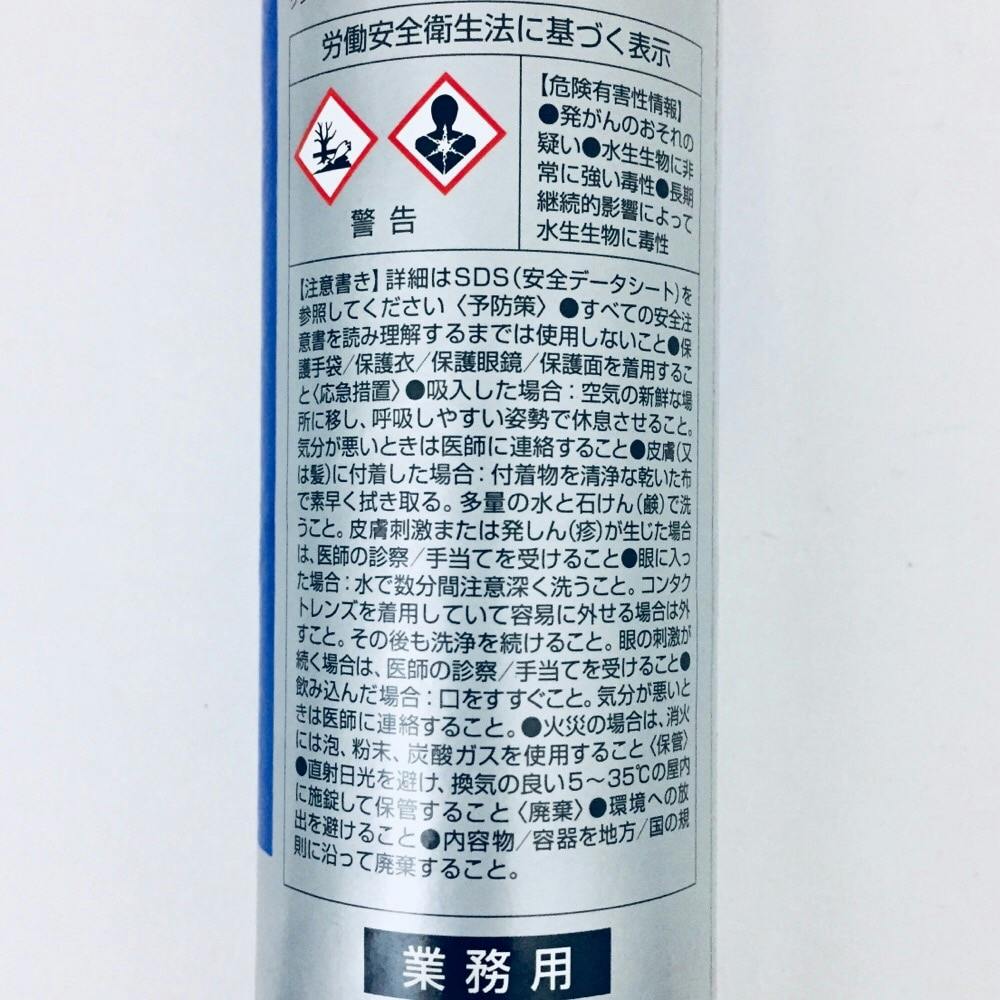 労働安全衛生法に基づく表示
警告
【危険有害性情報】
●発がんのおそれの
疑い●水生生物に非
常に強い毒性●長期
継続的影響によって
水生生物に毒性
【注意書き】詳細はSDS(安全データシート)を
参照してください〈予防策〉●すべての安全注
意書を読み理解するまでは使用しないこと●保
護手袋/保護衣/保護眼鏡/保護面を着用するこ
と〈応急措置〉●吸入した場合：空気の新鮮な場
所に移し、呼吸しやすい姿勢で休息させること。
気分が悪いときは医師に連絡すること●皮膚(又
は髪)に付着した場合：付着物を清浄な乾いた布
で素早く拭き取る。多量の水と石けん(鹸)で洗
うこと。皮膚刺激または発しん(疹)が生じた場合
は、医師の診察/手当てを受けること●眼に入っ
た場合：水で数分間注意深く洗うこと。コンタク
トレンズを着用していて容易に外せる場合は外
すこと。その後も洗浄を続けること。眼の刺激が
続く場合は、医師の診察/手当てを受けること●
飲み込んだ場合：口をすすぐこと。気分が悪いと
きは医師に連絡すること。●火災の場合は、消火
には泡、粉末、炭酸ガスを使用すること〈保管〉
●直射日光を避け、換気の良い5～35℃の屋内
に施錠して保管すること〈廃棄〉●環境への放
出を避けること●内容物/容器を地方/国の規
則に沿って廃棄すること。
業務用